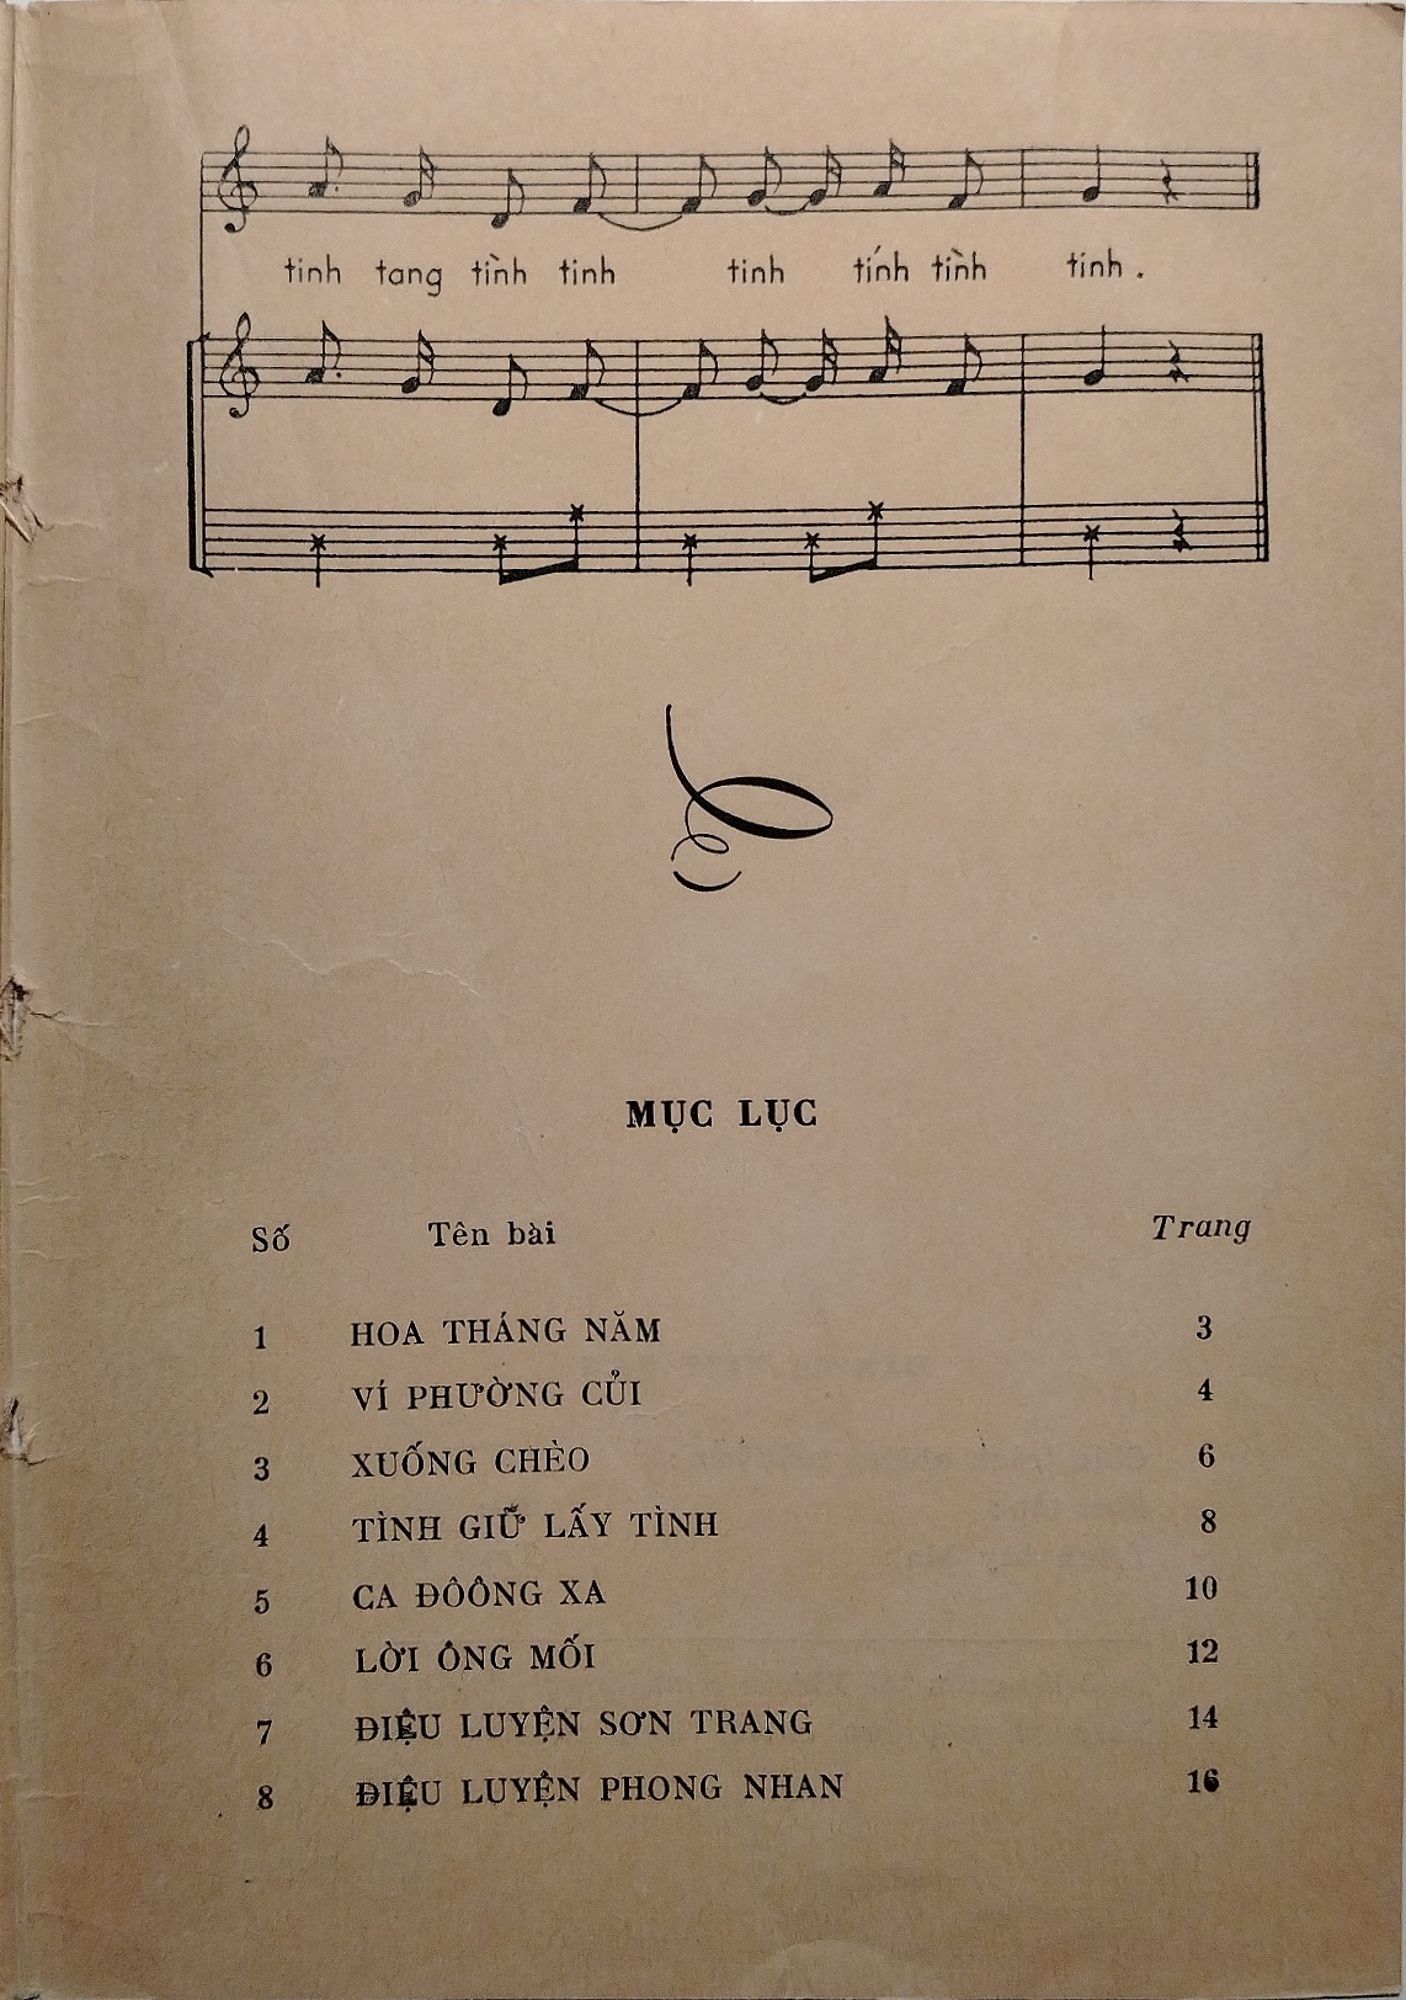 tinh tang tình tinh tinh tính tình tính.
MỤC LỤC
Số Tên bài Trang
1 HOA THÁNG NĂM 3
2 VÍ PHƯỜNG CỦI 4
3 XUỐNG CHÈO 6
4 TÌNH GIỮ LẤY TÌNH 8
5 CA ĐÔÔNG XA 10
6 LỜI ÔNG MỐI 12
7 ĐIỆU LUYỆN SƠN TRANG 14
8 ĐIỆU LUYỆN PHONG NHAN 16